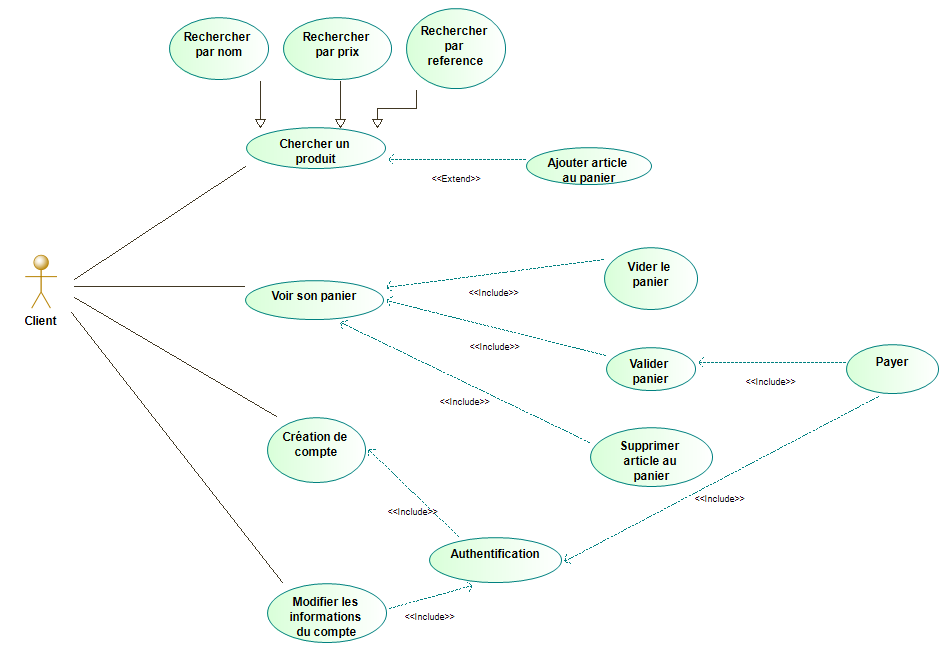 Rechercher
par nom
Rechercher
par prix
Rechercher
par
reference
Chercher un
produit
Ajouter article
au panier
<<Extend>>
Client
Voir son panier
Vider le
panier
<<Include>>
<<Include>>
Valider
panier
Payer
<<Include>>
<<Include>>
Création de
compte
Supprimer
article au
panier
<<Include>>
<<Include>>
Authentification
Modifier les
informations
du compte
<<Include>>